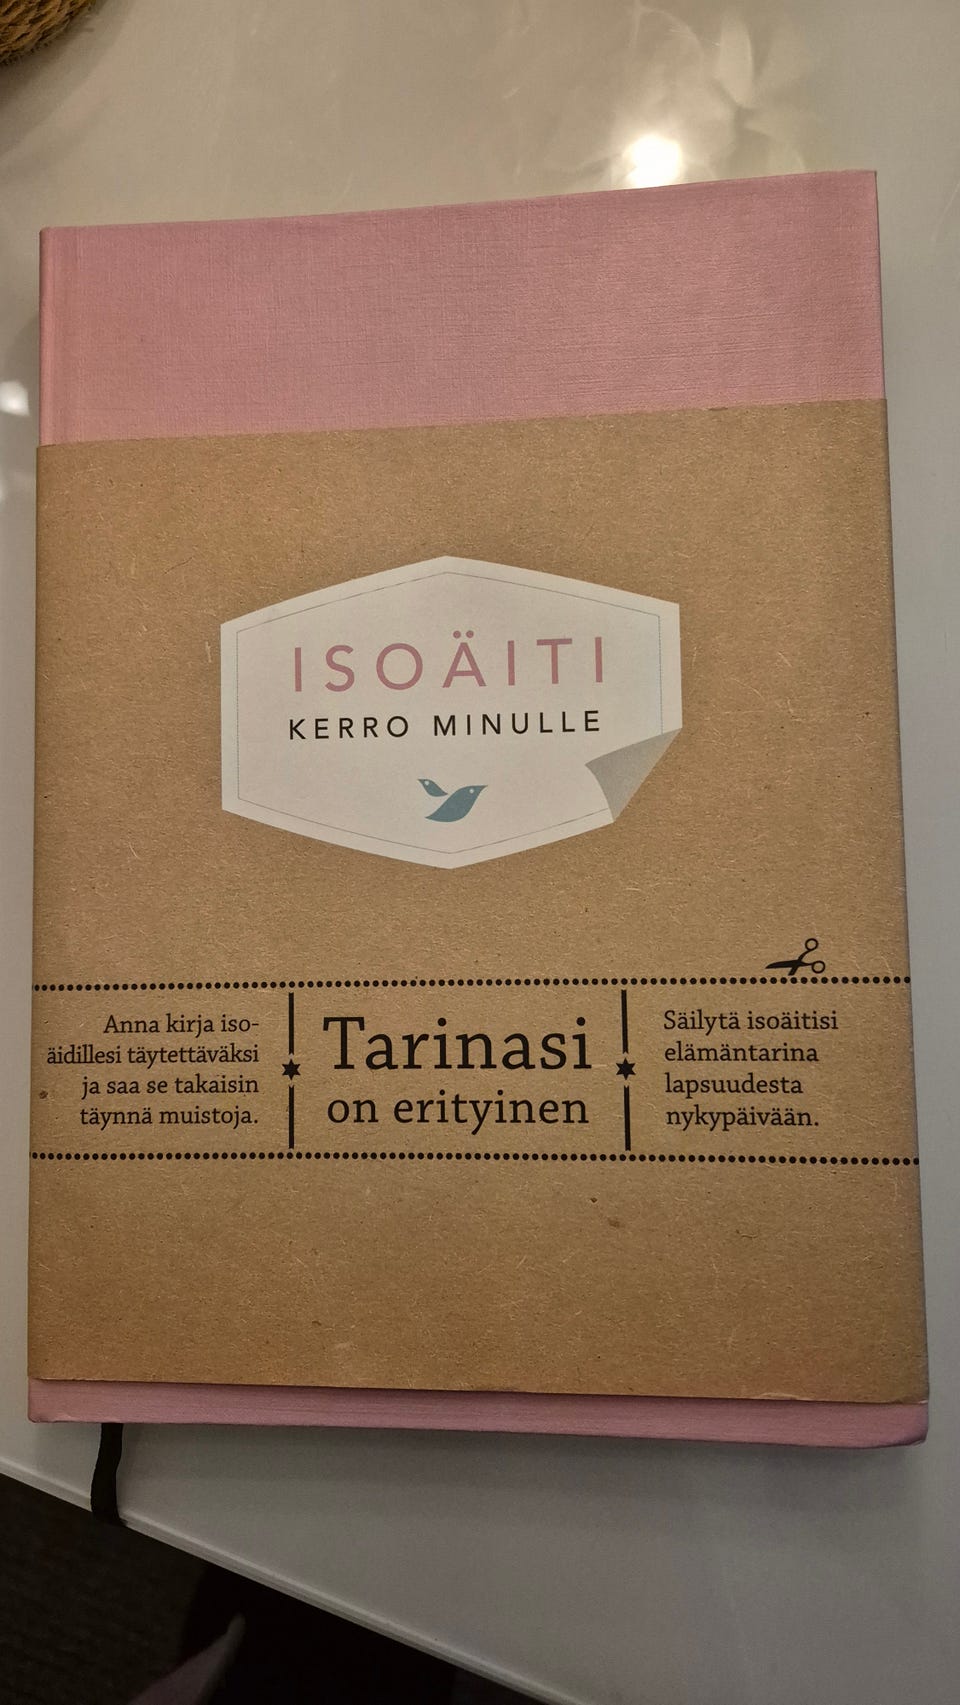 ISOÄITI
KERRO MINULLE
Anna kirja iso-
äidillesi täytettäväksi
ja saa se takaisin
täynnä muistoja.
Tarinasi
on erityinen
Säilytä isoäitisi
elämäntarina
lapsuudesta
nykypäivään.